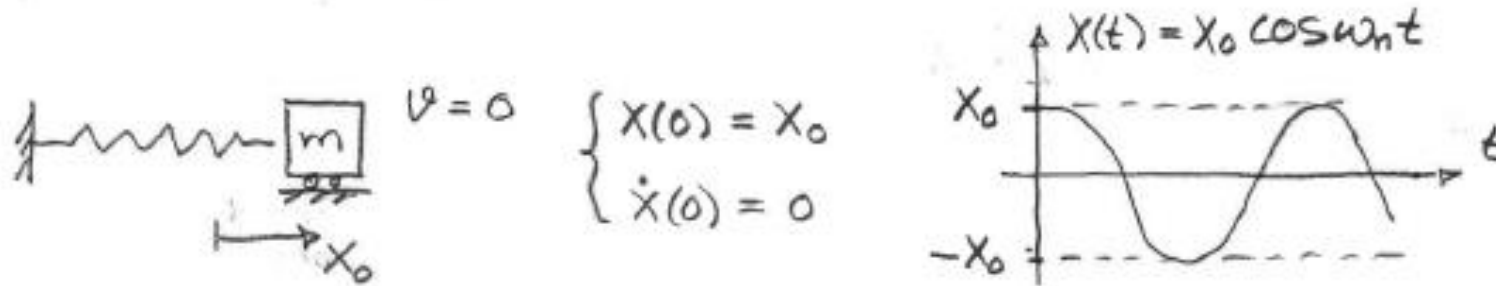 X(t) = X₀ cos ωₙt
m
v = 0
{ X(0) = X₀
Ẋ(0) = 0
X₀
X₀
t
-X₀